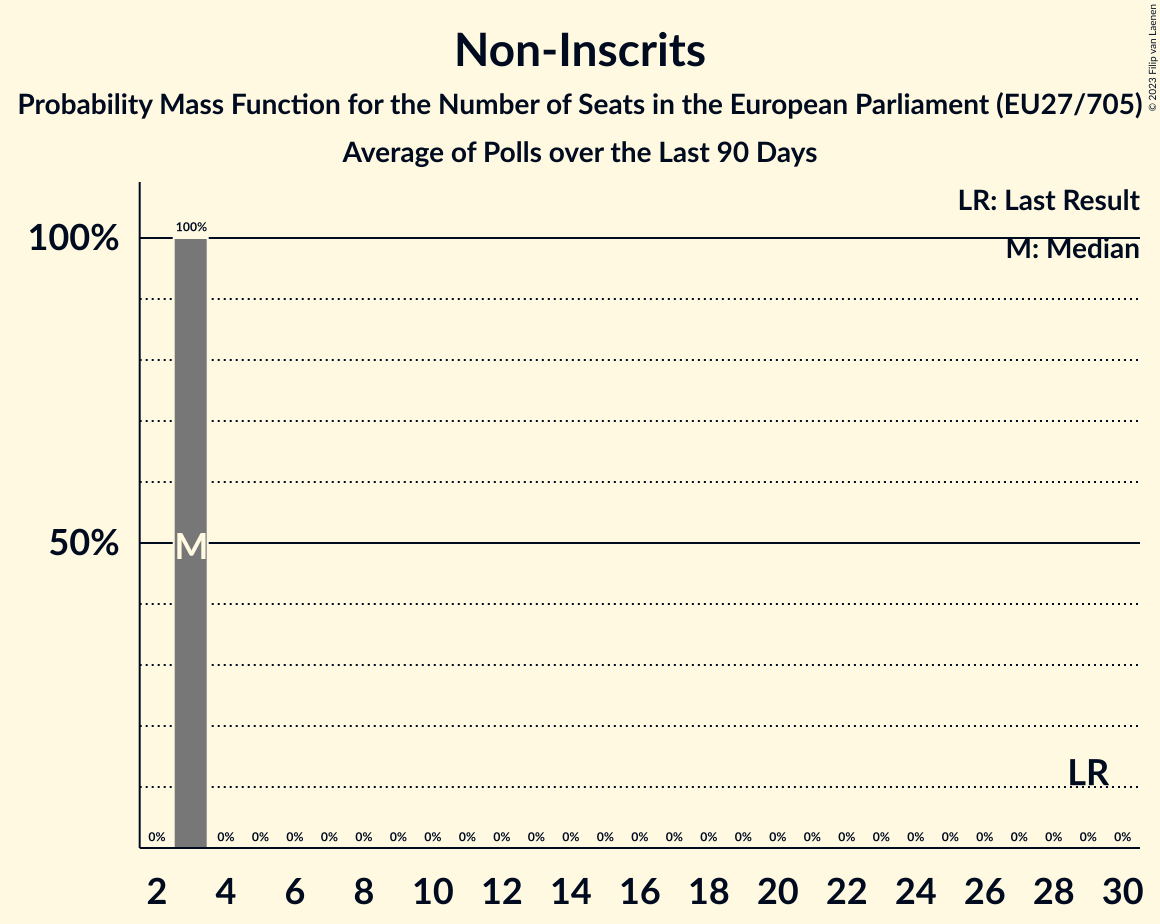 Non-Inscrits
Probability Mass Function for the Number of Seats in the European Parliament (EU27/705)
Average of Polls over the Last 90 Days
© 2023 Filip van Laenen
LR: Last Result
M: Median
100%
100%
50%
M
LR
0% 0% 0% 0% 0% 0% 0% 0% 0% 0% 0% 0% 0% 0% 0% 0% 0% 0% 0% 0% 0% 0% 0% 0% 0% 0% 0% 0%
2 4 6 8 10 12 14 16 18 20 22 24 26 28 30